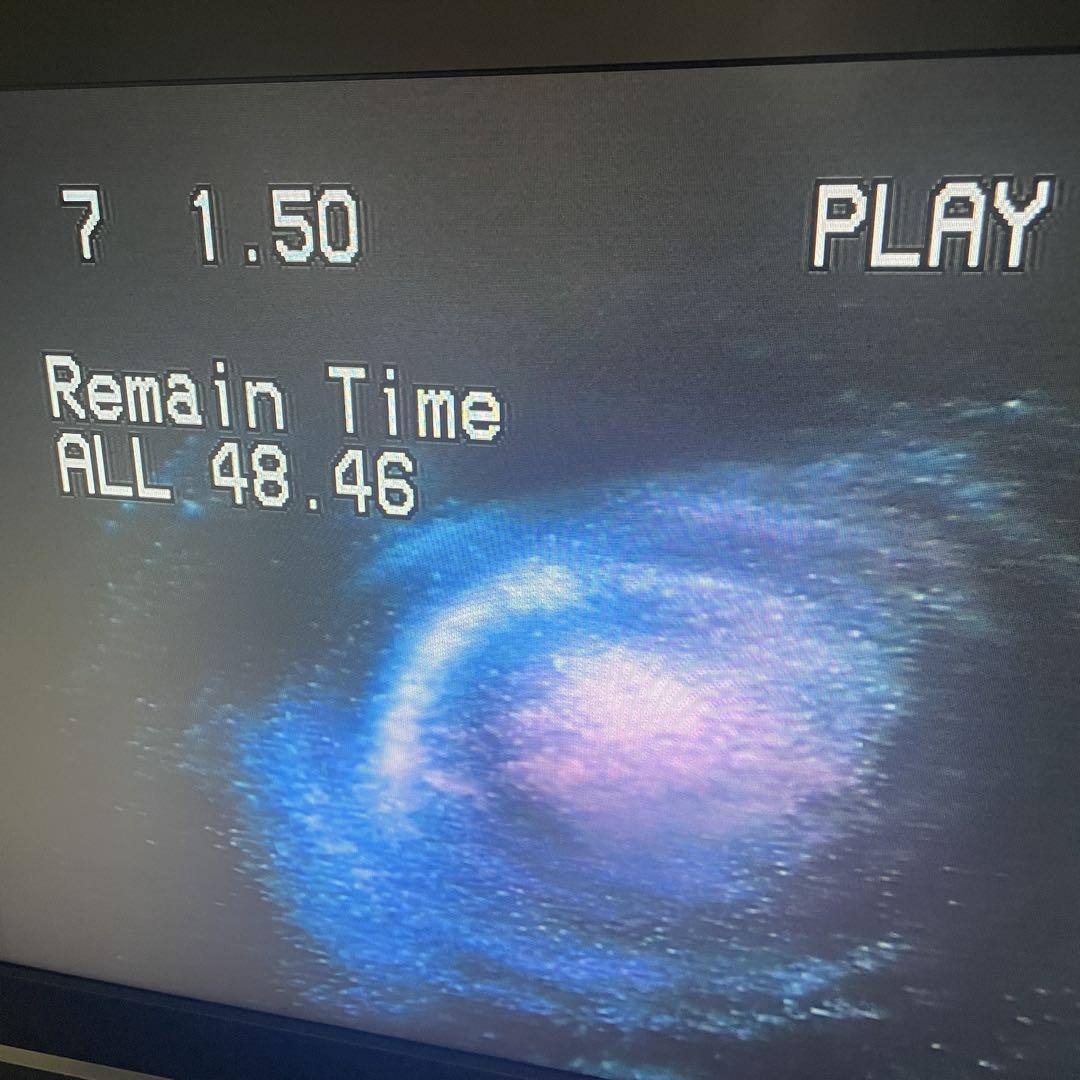 7 1.50 PLAY
Remain Time
ALL 48.46